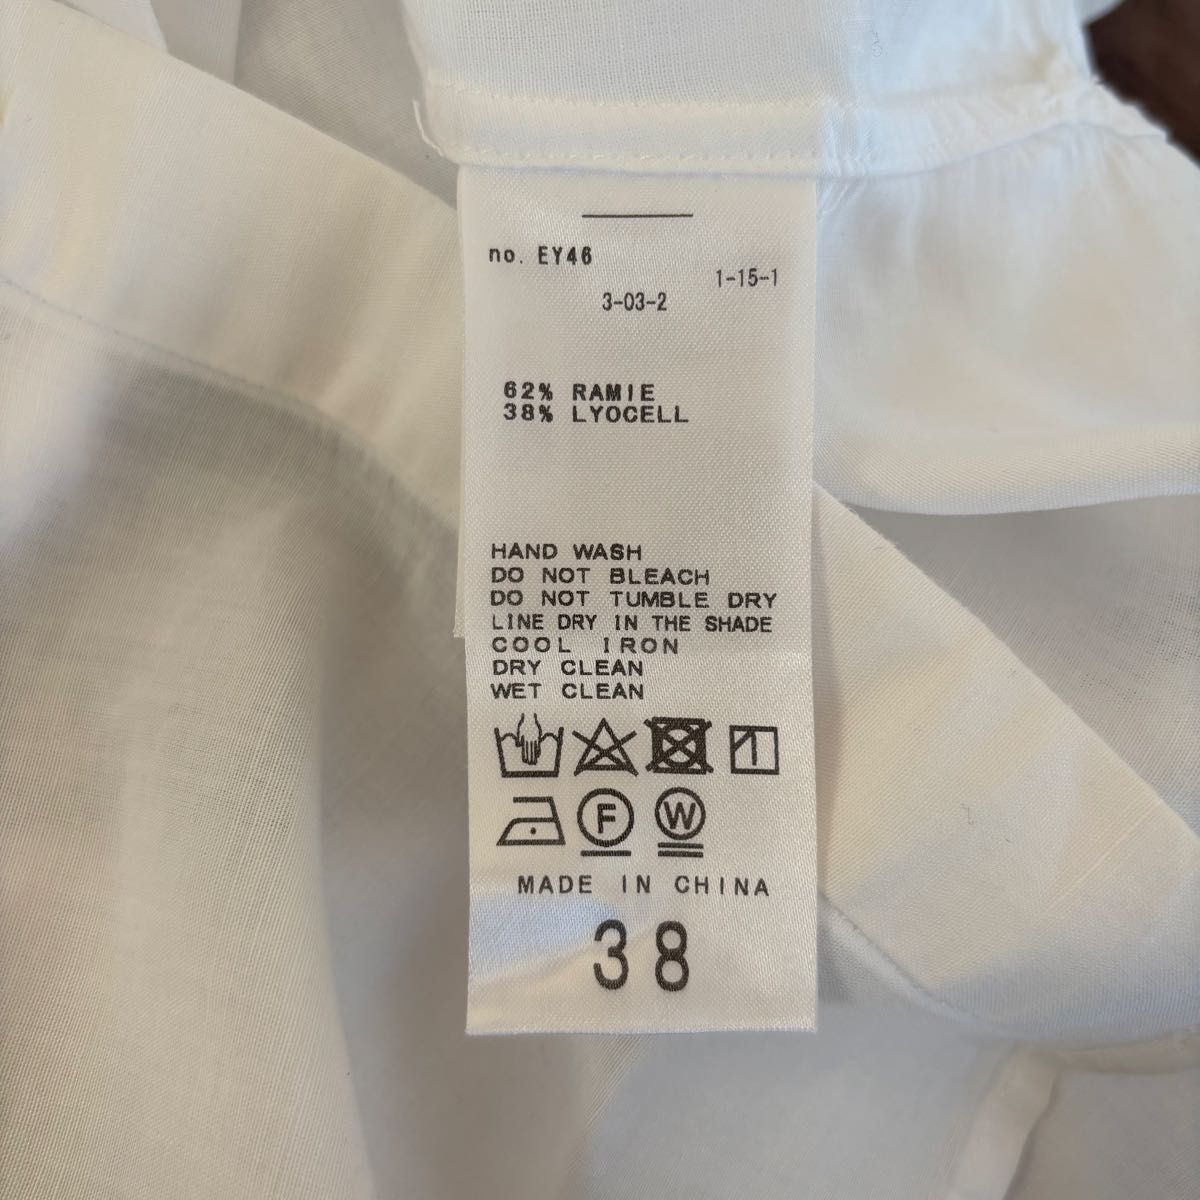 no. EY46
1-15-1
3-03-2
62% RAMIE
38% LYOCELL
HAND WASH
DO NOT BLEACH
DO NOT TUMBLE DRY
LINE DRY IN THE SHADE
COOL IRON
DRY CLEAN
WET CLEAN
F W
MADE IN CHINA
38